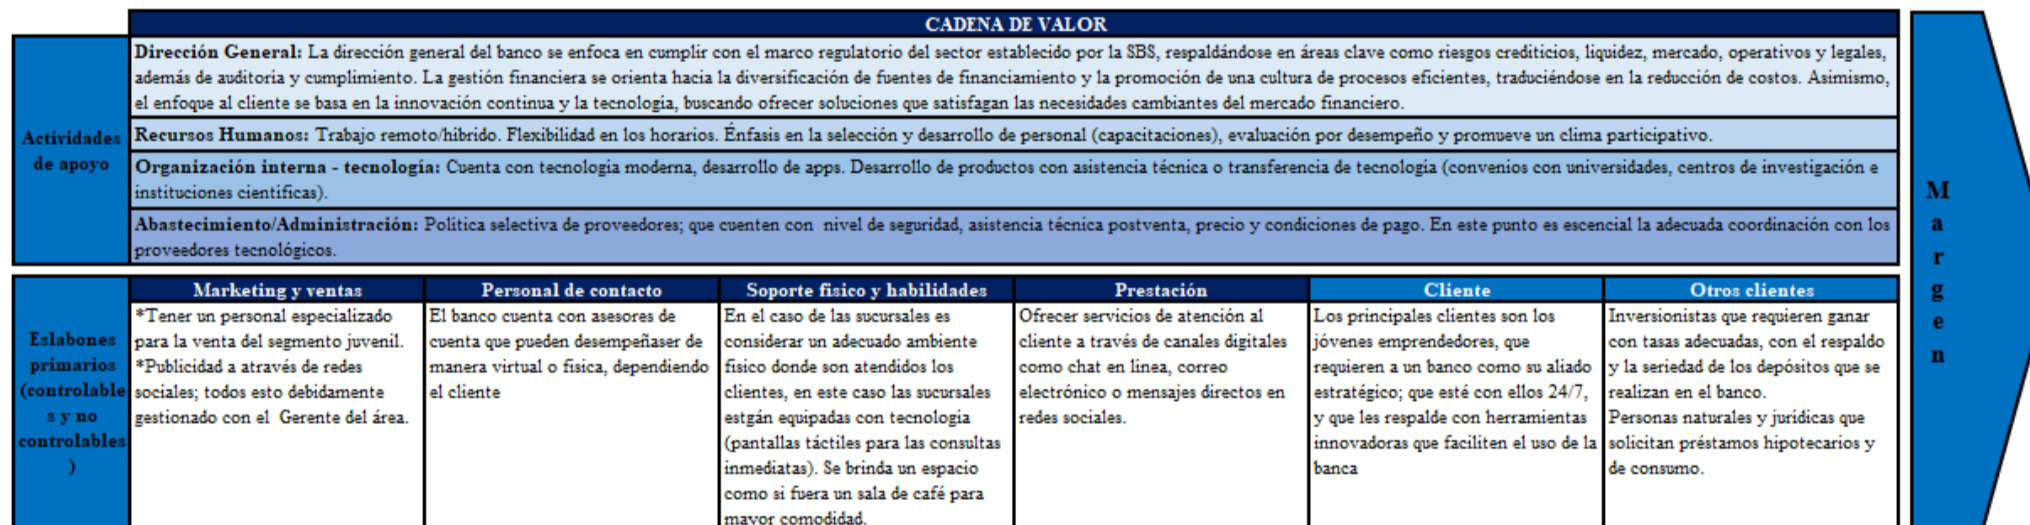 CADENA DE VALOR
Actividades
de apoyo
Dirección General: La dirección general del banco se enfoca en cumplir con el marco regulatorio del sector establecido por la SBS, respaldándose en áreas clave como riesgos crediticios, liquidez, mercado, operativos y legales,
además de auditoria y cumplimiento. La gestión financiera se orienta hacia la diversificación de fuentes de financiamiento y la promoción de una cultura de procesos eficientes, traduciéndose en la reducción de costos. Asimismo,
el enfoque al cliente se basa en la innovación continua y la tecnología, buscando ofrecer soluciones que satisfagan las necesidades cambiantes del mercado financiero.
Recursos Humanos: Trabajo remoto/hibrido. Flexibilidad en los horarios. Énfasis en la selección y desarrollo de personal (capacitaciones), evaluación por desempeño y promueve un clima participativo.
Organización interna - tecnología: Cuenta con tecnología moderna, desarrollo de apps. Desarrollo de productos con asistencia técnica o transferencia de tecnología (convenios con universidades, centros de investigación e
instituciones científicas).
Abastecimiento/Administración: Política selectiva de proveedores; que cuenten con nivel de seguridad, asistencia técnica postventa, precio y condiciones de pago. En este punto es escencial la adecuada coordinación con los
proveedores tecnológicos.
Eslabones
primarios
(controlable
s y no
controlables
)
Marketing y ventas
*Tener un personal especializado
para la venta del segmento juvenil.
*Publicidad a través de redes
sociales; todos esto debidamente
gestionado con el Gerente del área.
Personal de contacto
El banco cuenta con asesores de
cuenta que pueden desempeñaser de
manera virtual o fisica, dependiendo
el cliente
Soporte fisico y habilidades
En el caso de las sucursales es
considerar un adecuado ambiente
fisico donde son atendidos los
clientes, en este caso las sucursales
estgán equipadas con tecnología
(pantallas táctiles para las consultas
inmediatas). Se brinda un espacio
como si fuera un sala de café para
mayor comodidad.
Prestación
Ofrecer servicios de atención al
cliente a través de canales digitales
como chat en línea, correo
electrónico o mensajes directos en
redes sociales.
Cliente
Los principales clientes son los
jóvenes emprendedores, que
requieren a un banco como su aliado
estratégico; que esté con ellos 24/7,
y que les respalde con herramientas
innovadoras que faciliten el uso de la
banca
Otros clientes
Inversionistas que requieren ganar
con tasas adecuadas, con el respaldo
y la seriedad de los depósitos que se
realizan en el banco.
Personas naturales y jurídicas que
solicitan préstamos hipotecarios y
de consumo.
M
a
r
g
e
n